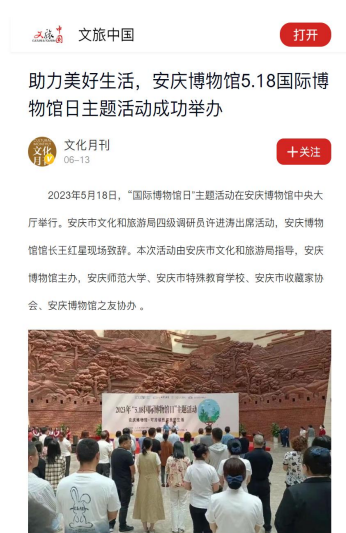 文旅中国
文旅中国
打开
助力美好生活，安庆博物馆5.18国际博
物馆日主题活动成功举办
文化
月刊
文化月刊
06-13
+关注
2023年5月18日，“国际博物馆日”主题活动在安庆博物馆中央大
厅举行。安庆市文化和旅游局四级调研员许进涛出席活动，安庆博物
馆馆长王红星现场致辞。本次活动由安庆市文化和旅游局指导，安庆
博物馆主办，安庆师范大学、安庆市特殊教育学校、安庆市收藏家协
会、安庆博物馆之友协办 。
2023年“5.18国际博物馆日”主题活动